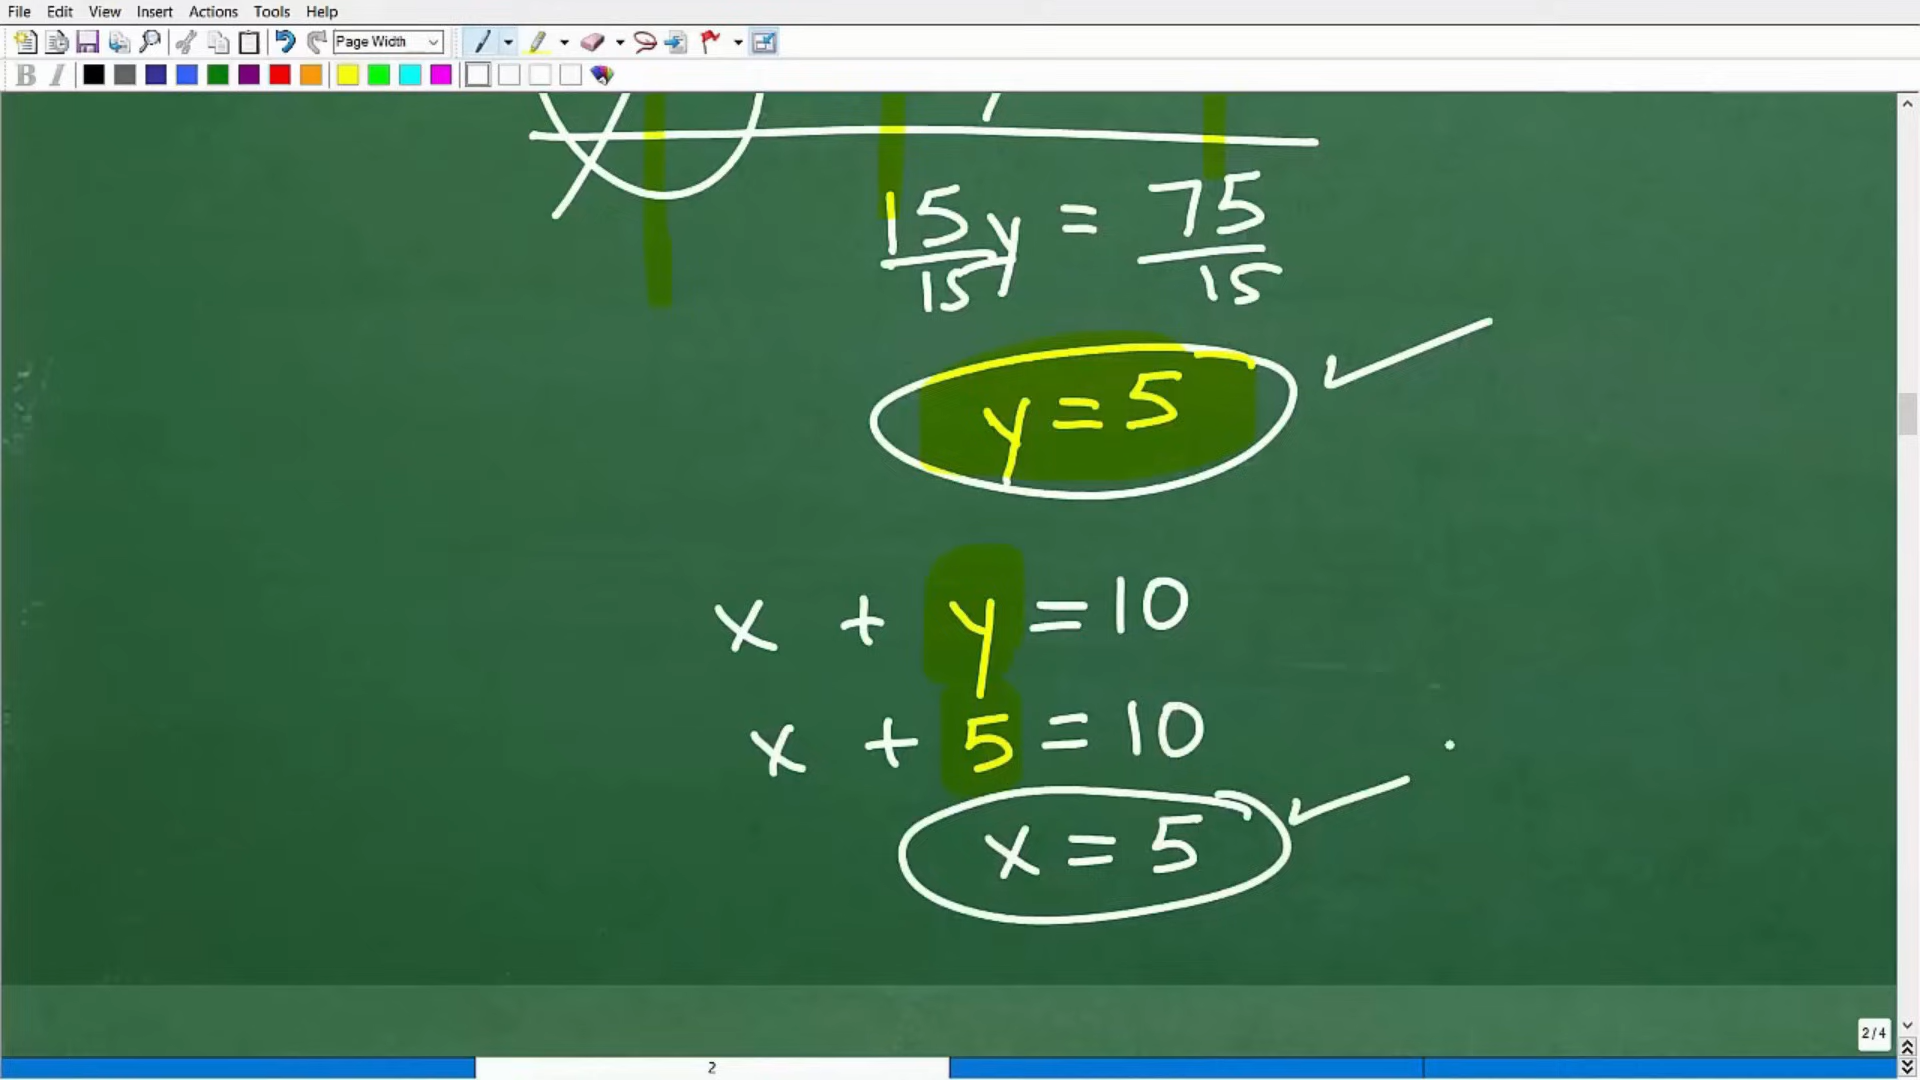 File Edit View Insert Actions Tools Help
Page Width
B I
15y = 75
15 15
y = 5
x + y = 10
x + 5 = 10
x = 5
2/4
2